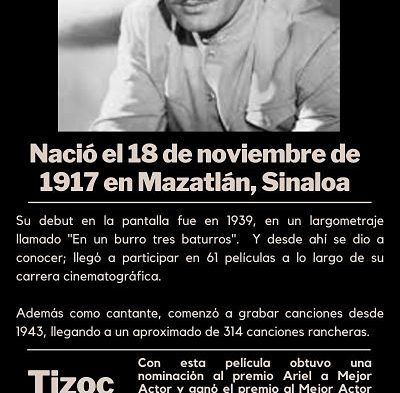 Nació el 18 de noviembre de
1917 en Mazatlán, Sinaloa
Su debut en la pantalla fue en 1939, en un largometraje
llamado "En un burro tres baturros". Y desde ahí se dio a
conocer; llegó a participar en 61 películas a lo largo de su
carrera cinematográfica.
Además como cantante, comenzó a grabar canciones desde
1943, llegando a un aproximado de 314 canciones rancheras.
Tizoc
Con esta película obtuvo una
nominación al premio Ariel a Mejor
Actor y ganó el premio al Mejor Actor